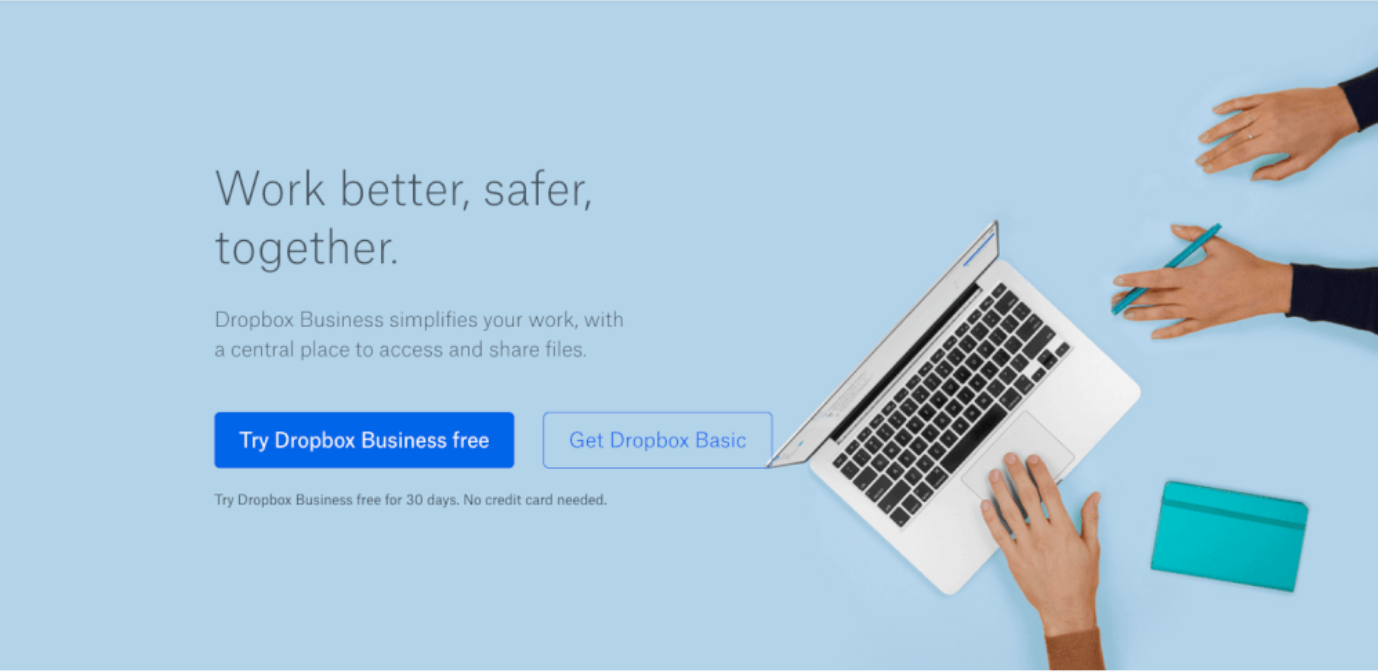 Work better, safer,
together.
Dropbox Business simplifies your work, with
a central place to access and share files.
Try Dropbox Business free
Get Dropbox Basic
Try Dropbox Business free for 30 days. No credit card needed.